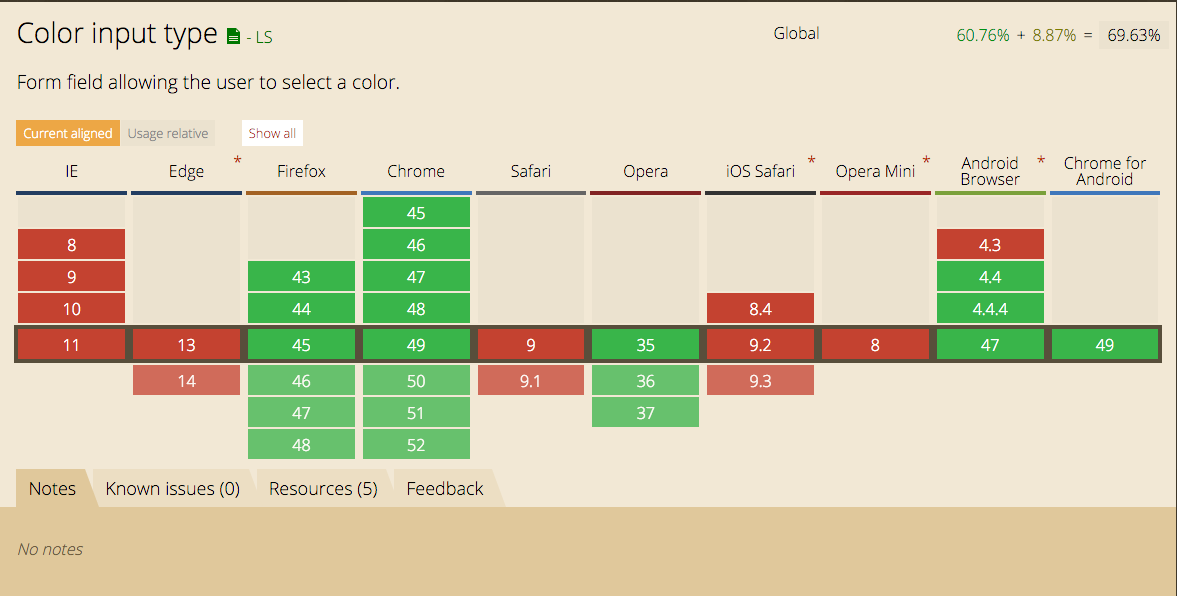 Color input type - LS Global 60.76% + 8.87% = 69.63%
Form field allowing the user to select a color.
Current aligned Usage relative Show all
IE Edge * Firefox Chrome Safari Opera iOS Safari * Opera Mini * Android Browser * Chrome for Android
45
8 46 4.3
9 43 47 4.4
10 44 48 8.4 4.4.4
11 13 45 49 9 35 9.2 8 47 49
14 46 50 9.1 36 9.3
47 51 37
48 52
Notes Known issues (0) Resources (5) Feedback
No notes